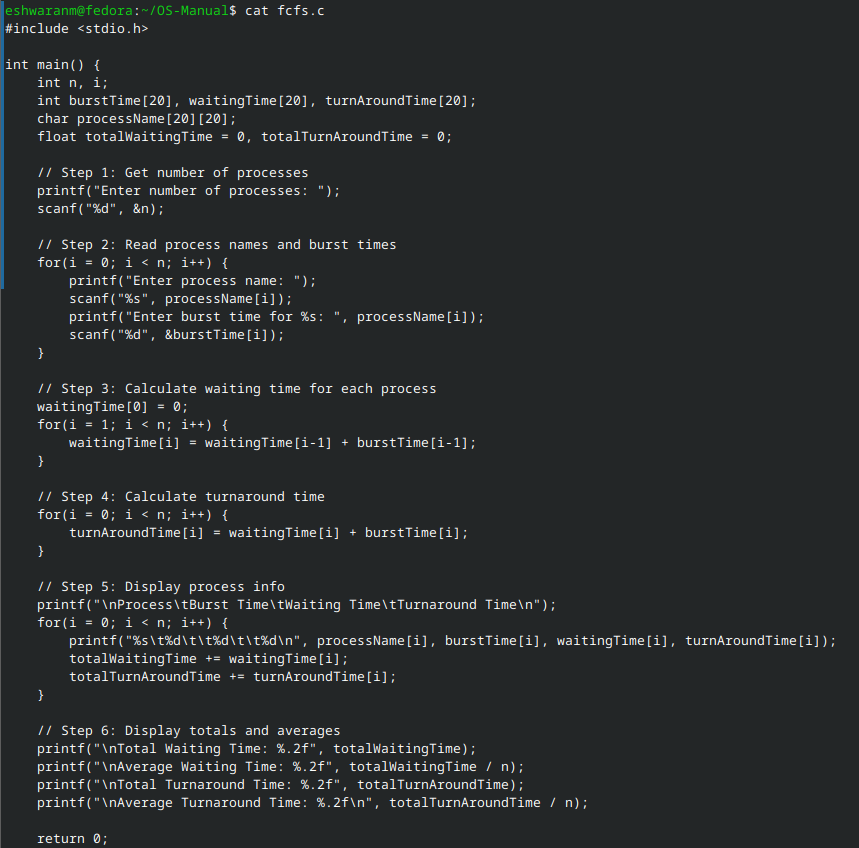 eshwaranm@fedora:~/OS-Manual$ cat fcfs.c
#include <stdio.h>

int main() {
    int n, i;
    int burstTime[20], waitingTime[20], turnAroundTime[20];
    char processName[20][20];
    float totalWaitingTime = 0, totalTurnAroundTime = 0;

    // Step 1: Get number of processes
    printf("Enter number of processes: ");
    scanf("%d", &n);

    // Step 2: Read process names and burst times
    for(i = 0; i < n; i++) {
        printf("Enter process name: ");
        scanf("%s", processName[i]);
        printf("Enter burst time for %s: ", processName[i]);
        scanf("%d", &burstTime[i]);
    }

    // Step 3: Calculate waiting time for each process
    waitingTime[0] = 0;
    for(i = 1; i < n; i++) {
        waitingTime[i] = waitingTime[i-1] + burstTime[i-1];
    }

    // Step 4: Calculate turnaround time
    for(i = 0; i < n; i++) {
        turnAroundTime[i] = waitingTime[i] + burstTime[i];
    }

    // Step 5: Display process info
    printf("\nProcess\tBurst Time\tWaiting Time\tTurnaround Time\n");
    for(i = 0; i < n; i++) {
        printf("%s\t%d\t\t%d\t\t%d\n", processName[i], burstTime[i], waitingTime[i], turnAroundTime[i]);
        totalWaitingTime += waitingTime[i];
        totalTurnAroundTime += turnAroundTime[i];
    }

    // Step 6: Display totals and averages
    printf("\nTotal Waiting Time: %.2f", totalWaitingTime);
    printf("\nAverage Waiting Time: %.2f", totalWaitingTime / n);
    printf("\nTotal Turnaround Time: %.2f", totalTurnAroundTime);
    printf("\nAverage Turnaround Time: %.2f\n", totalTurnAroundTime / n);

    return 0;